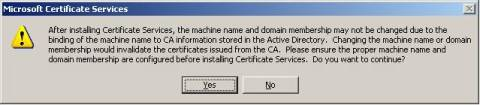 Microsoft Certificate Services
After installing Certificate Services, the machine name and domain membership may not be changed due to the
binding of the machine name to CA information stored in the Active Directory. Changing the machine name or domain
membership would invalidate the certificates issued from the CA. Please ensure the proper machine name and
domain membership are configured before installing Certificate Services. Do you want to continue?
Yes No